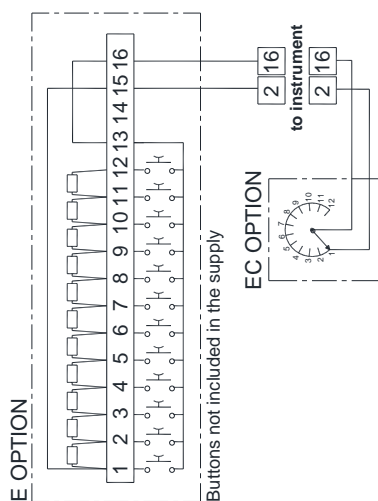 E OPTION
1 2 3 4 5 6 7 8 9 10 11 12 13 14 15 16
Buttons not included in the supply
2 16
to instrument
2 16
EC OPTION
1 2 3 4 5 6 7 8 9 10 11 12